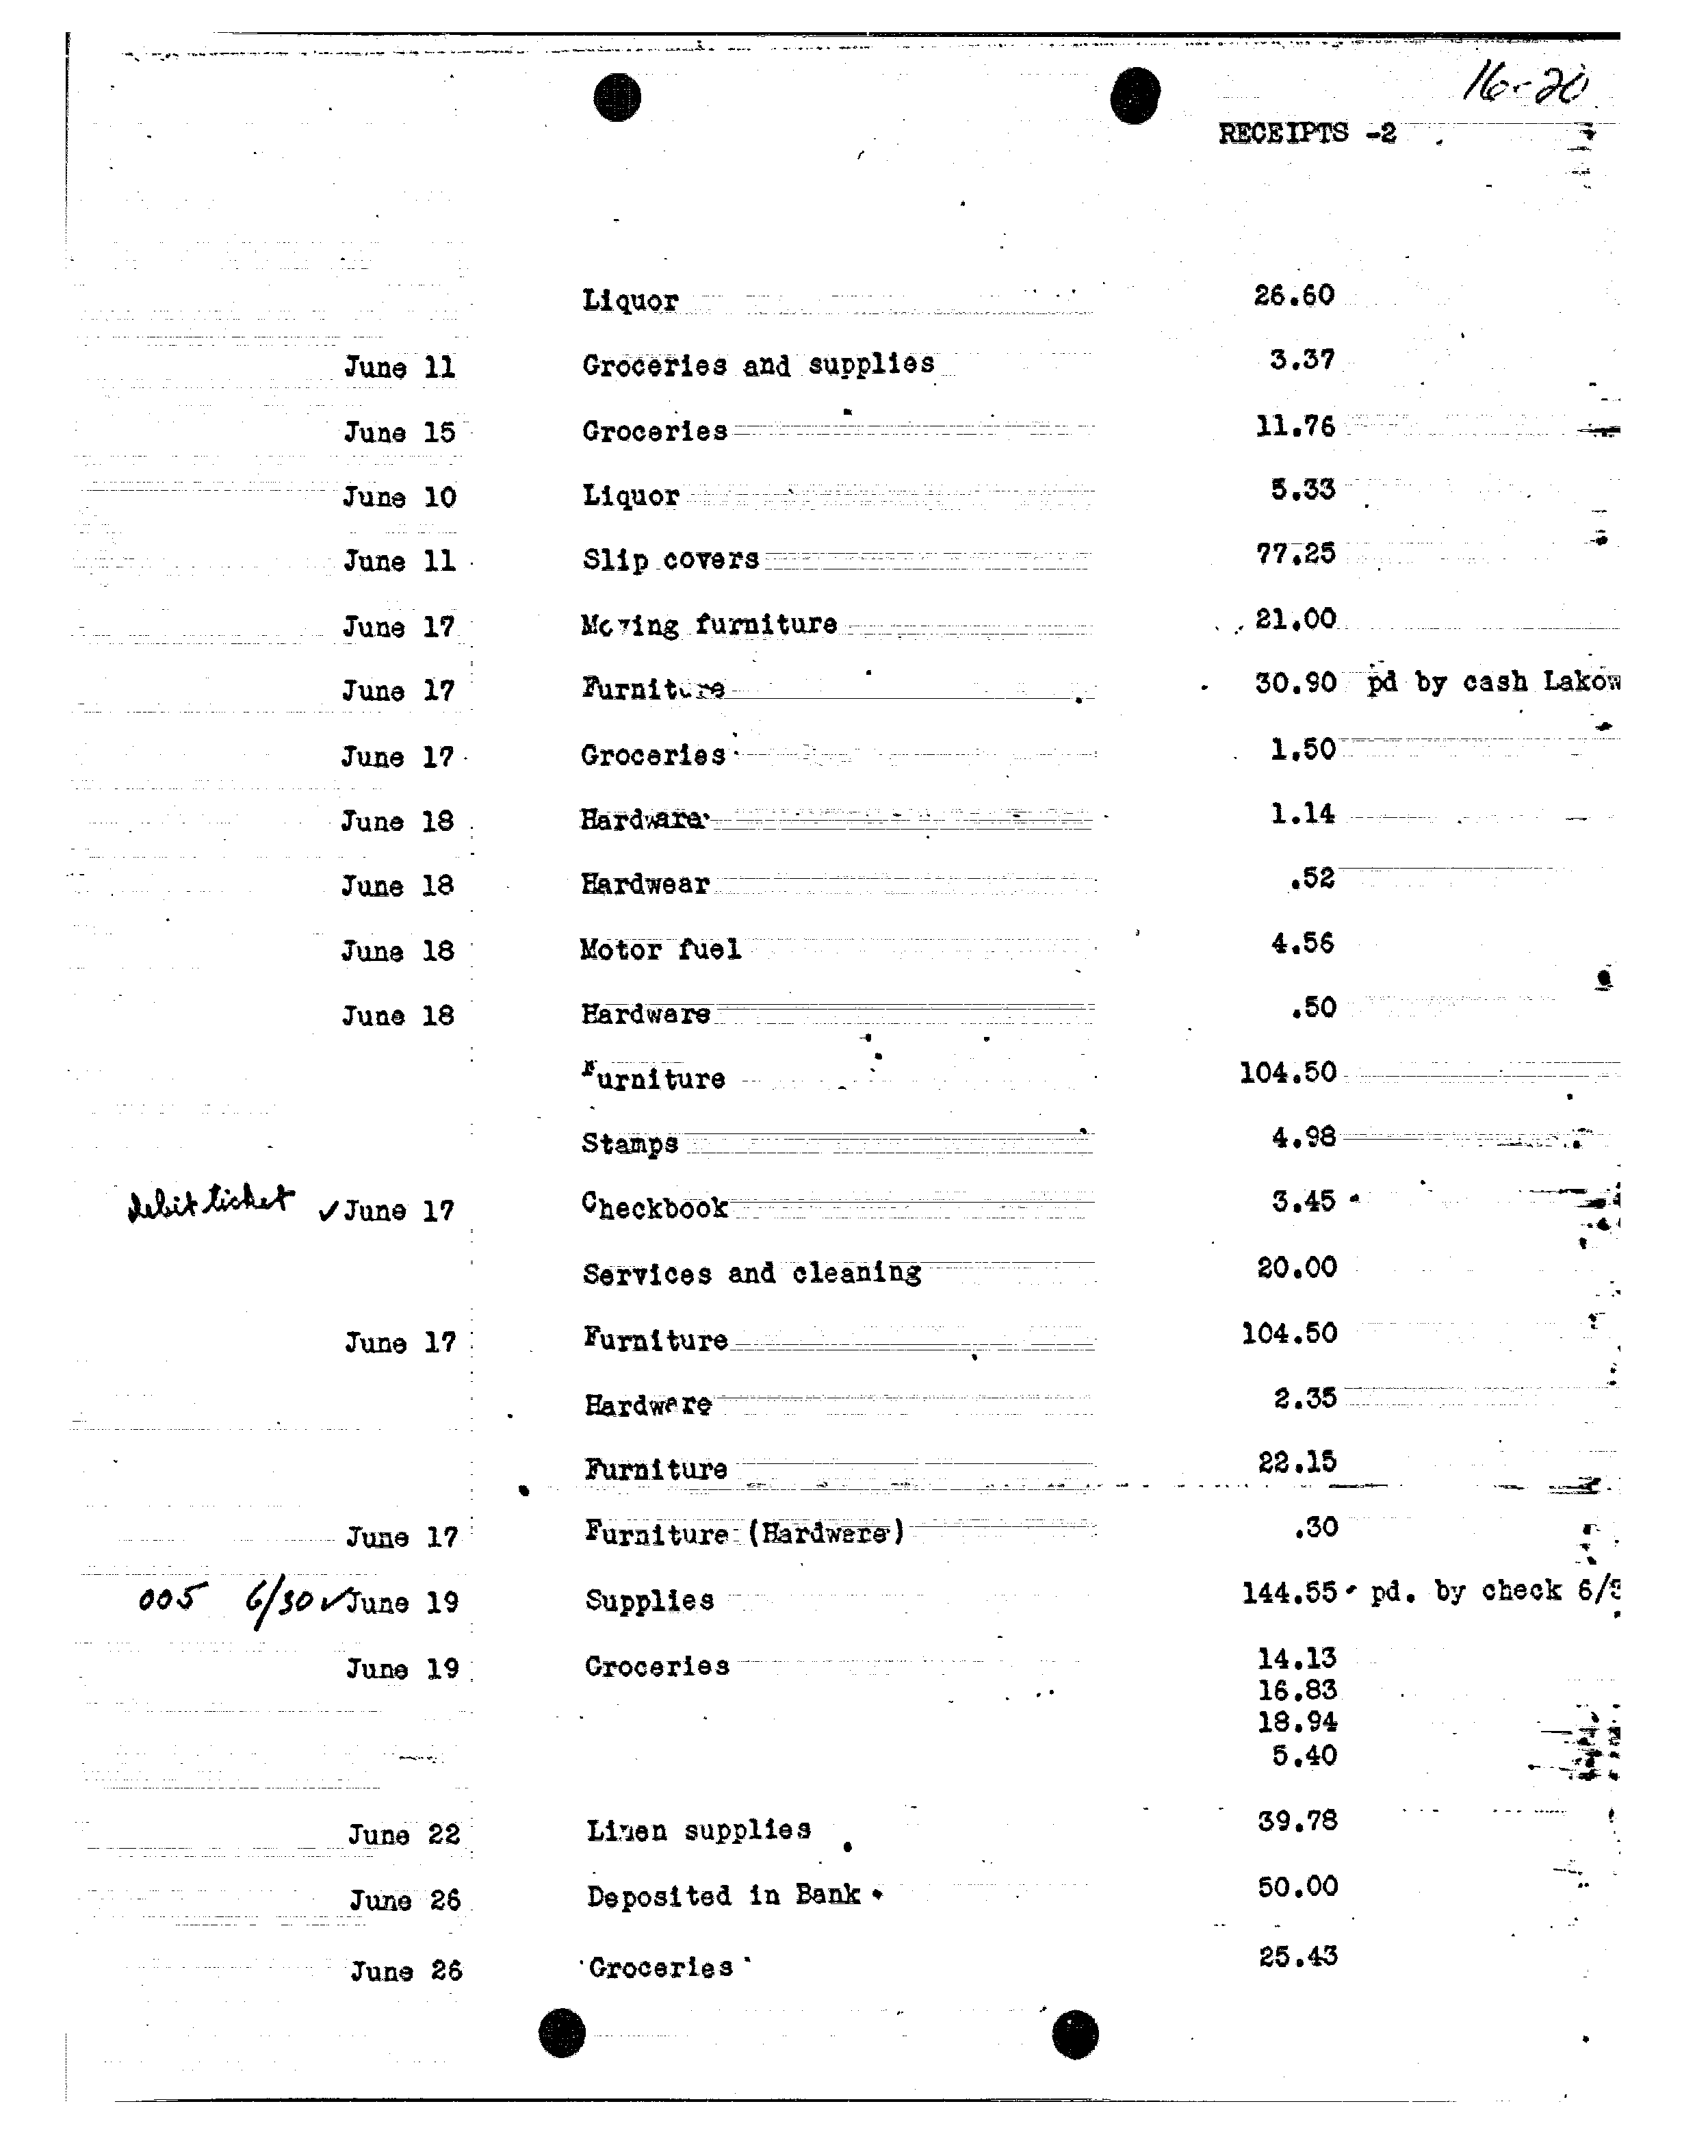 16-20
RECEIPTS -2
Liquor 26.60
June 11 Groceries and supplies 3.37
June 15 Groceries 11.76
June 10 Liquor 5.33
June 11 Slip covers 77.25
June 17 Moving furniture 21.00
June 17 Furniture 30.90 pd by cash Lakow
June 17 Groceries 1.50
June 18 Hardware 1.14
June 18 Hardwear .52
June 18 Motor fuel 4.56
June 18 Hardware .50
Furniture 104.50
Stamps 4.98
debit ticket ✓ June 17 Checkbook 3.45
Services and cleaning 20.00
June 17 Furniture 104.50
Hardware 2.35
Furniture 22.15
June 17 Furniture (Hardware) .30
005 6/30 ✓ June 19 Supplies 144.55 pd. by check 6/
June 19 Groceries 14.13
16.83
18.94
5.40
June 22 Linen supplies 39.78
June 26 Deposited in Bank 50.00
June 26 Groceries 25.43